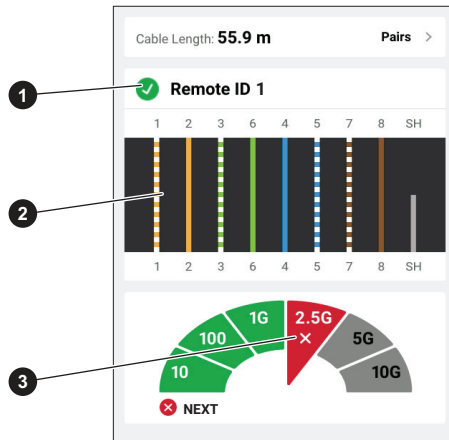 Cable Length: 55.9 m Pairs >
1 Remote ID 1
1 2 3 6 4 5 7 8 SH
2
1 2 3 6 4 5 7 8 SH
10 100 1G 2.5G 5G 10G
3
NEXT